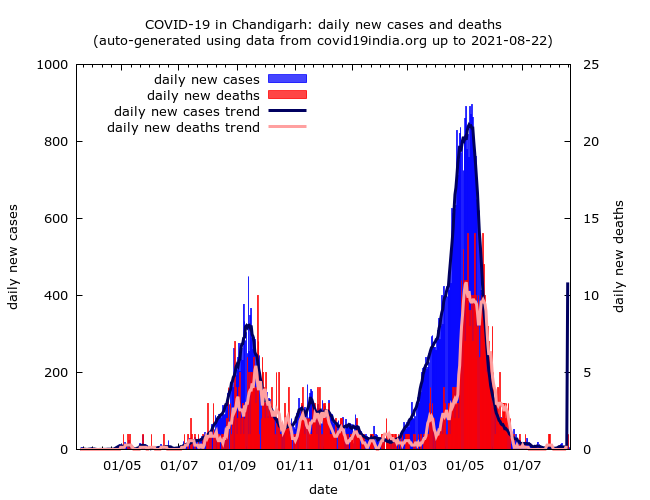 COVID-19 in Chandigarh: daily new cases and deaths
(auto-generated using data from covid19india.org up to 2021-08-22)
daily new cases
daily new deaths
daily new cases trend
daily new deaths trend
1000
800
600
400
200
0
25
20
15
10
5
0
daily new cases
daily new deaths
01/05 01/07 01/09 01/11 01/01 01/03 01/05 01/07
date